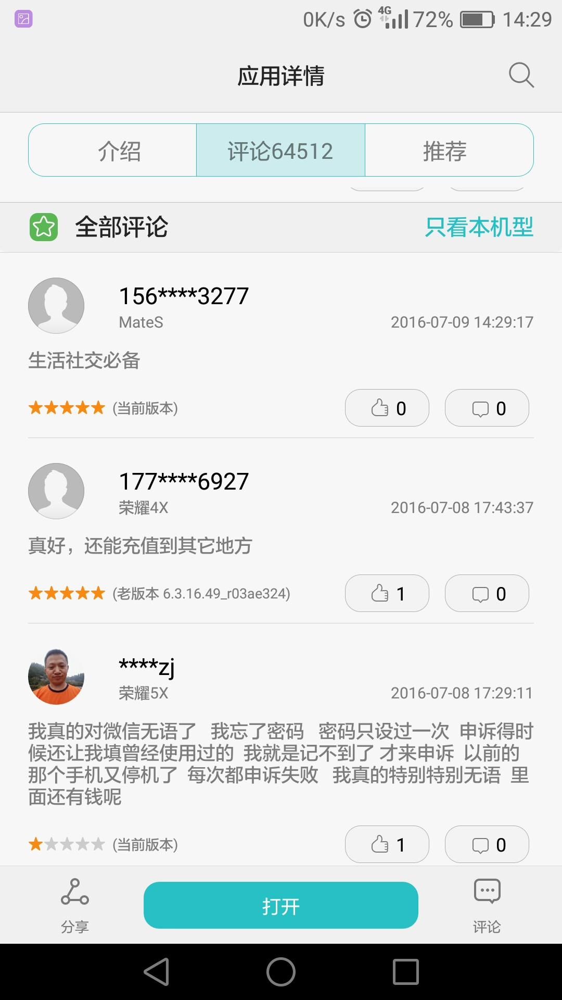 0K/s 4G 72% 14:29
应用详情
介绍 评论64512 推荐
全部评论 只看本机型
156****3277
MateS 2016-07-09 14:29:17
生活社交必备
(当前版本) 0 0
177****6927
荣耀4X 2016-07-08 17:43:37
真好，还能充值到其它地方
(老版本 6.3.16.49_r03ae324) 1 0
****zj
荣耀5X 2016-07-08 17:29:11
我真的对微信无语了 我忘了密码 密码只设过一次 申诉得时
候还让我填曾经使用过的 我就是记不到了 才来申诉 以前的
那个手机又停机了 每次都申诉失败 我真的特别特别无语 里
面还有钱呢
(当前版本) 1 0
打开
分享 评论